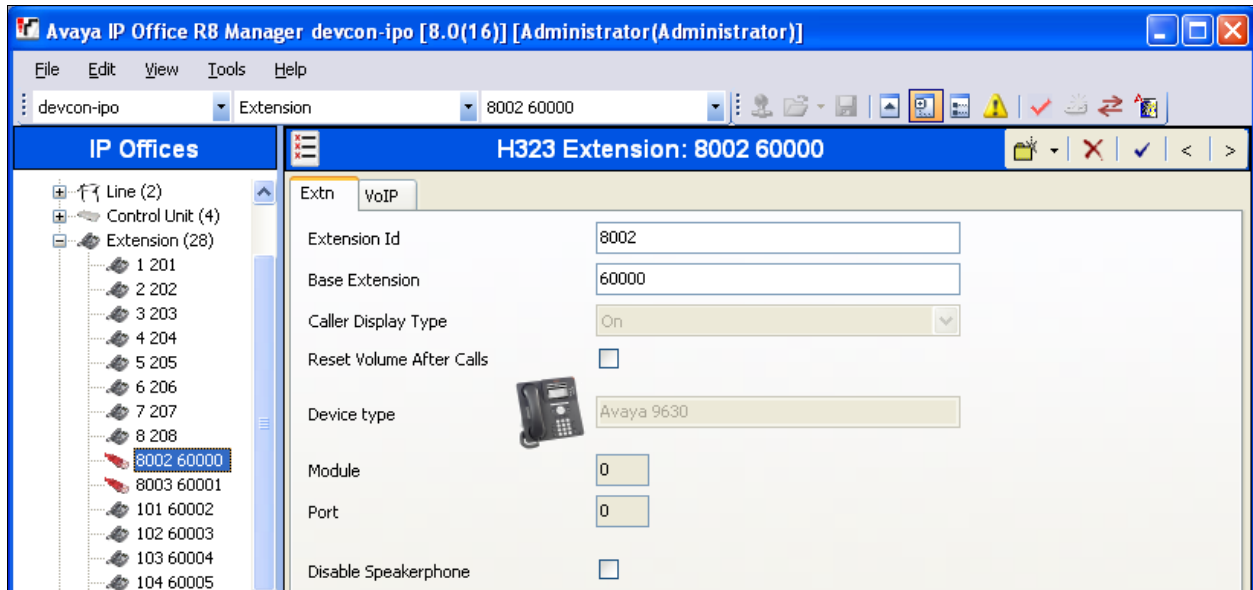 Avaya IP Office R8 Manager devcon-ipo [8.0(16)] [Administrator(Administrator)]
File Edit View Tools Help
devcon-ipo Extension 8002 60000
IP Offices
H323 Extension: 8002 60000
Line (2)
Control Unit (4)
Extension (28)
1 201
2 202
3 203
4 204
5 205
6 206
7 207
8 208
8002 60000
8003 60001
101 60002
102 60003
103 60004
104 60005
Extn VoIP
Extension Id 8002
Base Extension 60000
Caller Display Type On
Reset Volume After Calls
Device type Avaya 9630
Module 0
Port 0
Disable Speakerphone